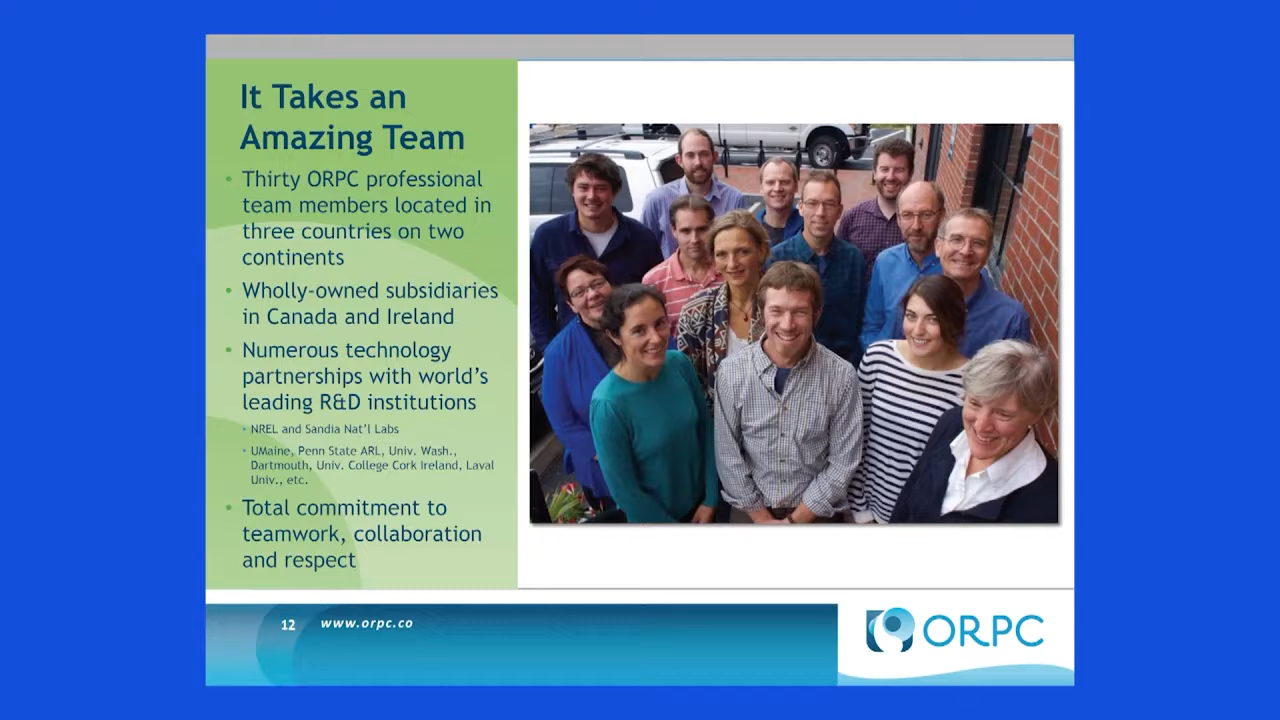 It Takes an
Amazing Team
• Thirty ORPC professional
team members located in
three countries on two
continents
• Wholly-owned subsidiaries
in Canada and Ireland
• Numerous technology
partnerships with world's
leading R&D institutions
• NREL and Sandia Nat'l Labs
• UMaine, Penn State ARL, Univ. Wash.,
Dartmouth, Univ. College Cork Ireland, Laval
Univ., etc.
• Total commitment to
teamwork, collaboration
and respect
12 www.orpc.co
ORPC